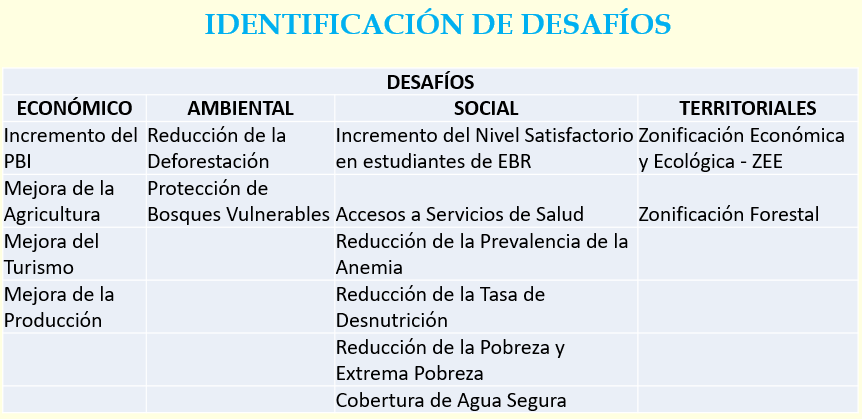 IDENTIFICACIÓN DE DESAFÍOS
DESAFÍOS
ECONÓMICO AMBIENTAL SOCIAL TERRITORIALES
Incremento del PBI
Reducción de la Deforestación
Incremento del Nivel Satisfactorio en estudiantes de EBR
Zonificación Económica y Ecológica - ZEE
Mejora de la Agricultura
Protección de Bosques Vulnerables
Accesos a Servicios de Salud
Zonificación Forestal
Mejora del Turismo
Reducción de la Prevalencia de la Anemia
Mejora de la Producción
Reducción de la Tasa de Desnutrición
Reducción de la Pobreza y Extrema Pobreza
Cobertura de Agua Segura